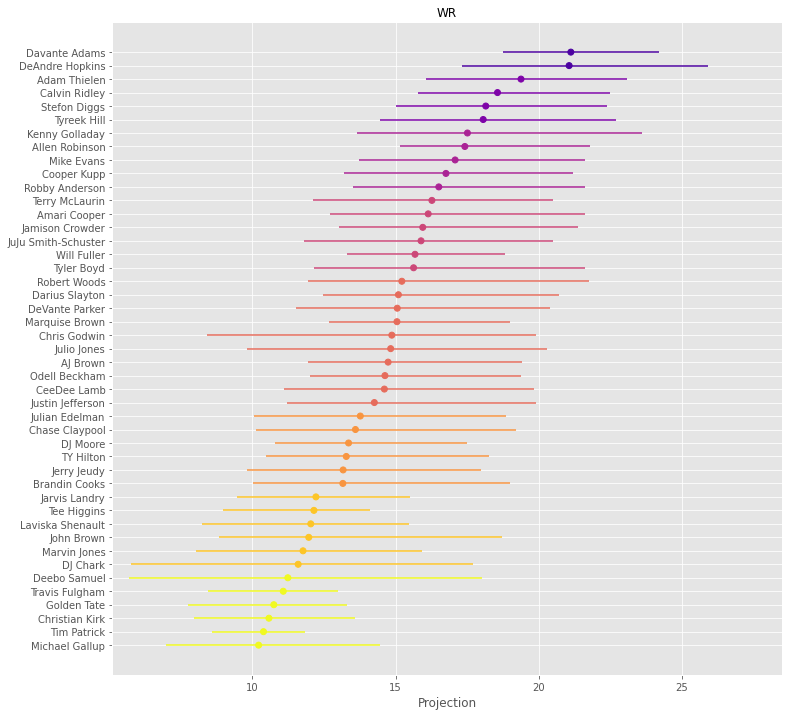 WR
Davante Adams
DeAndre Hopkins
Adam Thielen
Calvin Ridley
Stefon Diggs
Tyreek Hill
Kenny Golladay
Allen Robinson
Mike Evans
Cooper Kupp
Robby Anderson
Terry McLaurin
Amari Cooper
Jamison Crowder
JuJu Smith-Schuster
Will Fuller
Tyler Boyd
Robert Woods
Darius Slayton
DeVante Parker
Marquise Brown
Chris Godwin
Julio Jones
AJ Brown
Odell Beckham
CeeDee Lamb
Justin Jefferson
Julian Edelman
Chase Claypool
DJ Moore
TY Hilton
Jerry Jeudy
Brandin Cooks
Jarvis Landry
Tee Higgins
Laviska Shenault
John Brown
Marvin Jones
DJ Chark
Deebo Samuel
Travis Fulgham
Golden Tate
Christian Kirk
Tim Patrick
Michael Gallup
10 15 20 25
Projection